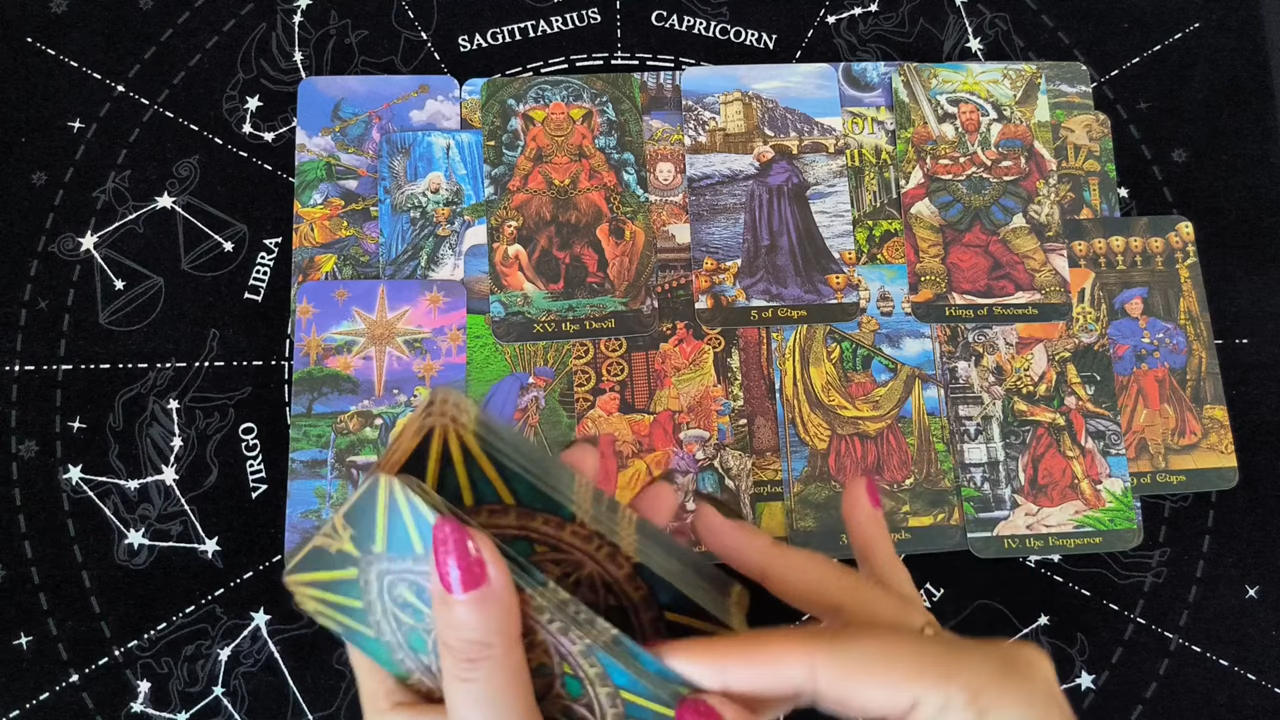 SAGITTARIUS
CAPRICORN
LIBRA
VIRGO
XV. the Devil
5 of Cups
King of Swords
IV. the Emperor
of Cups